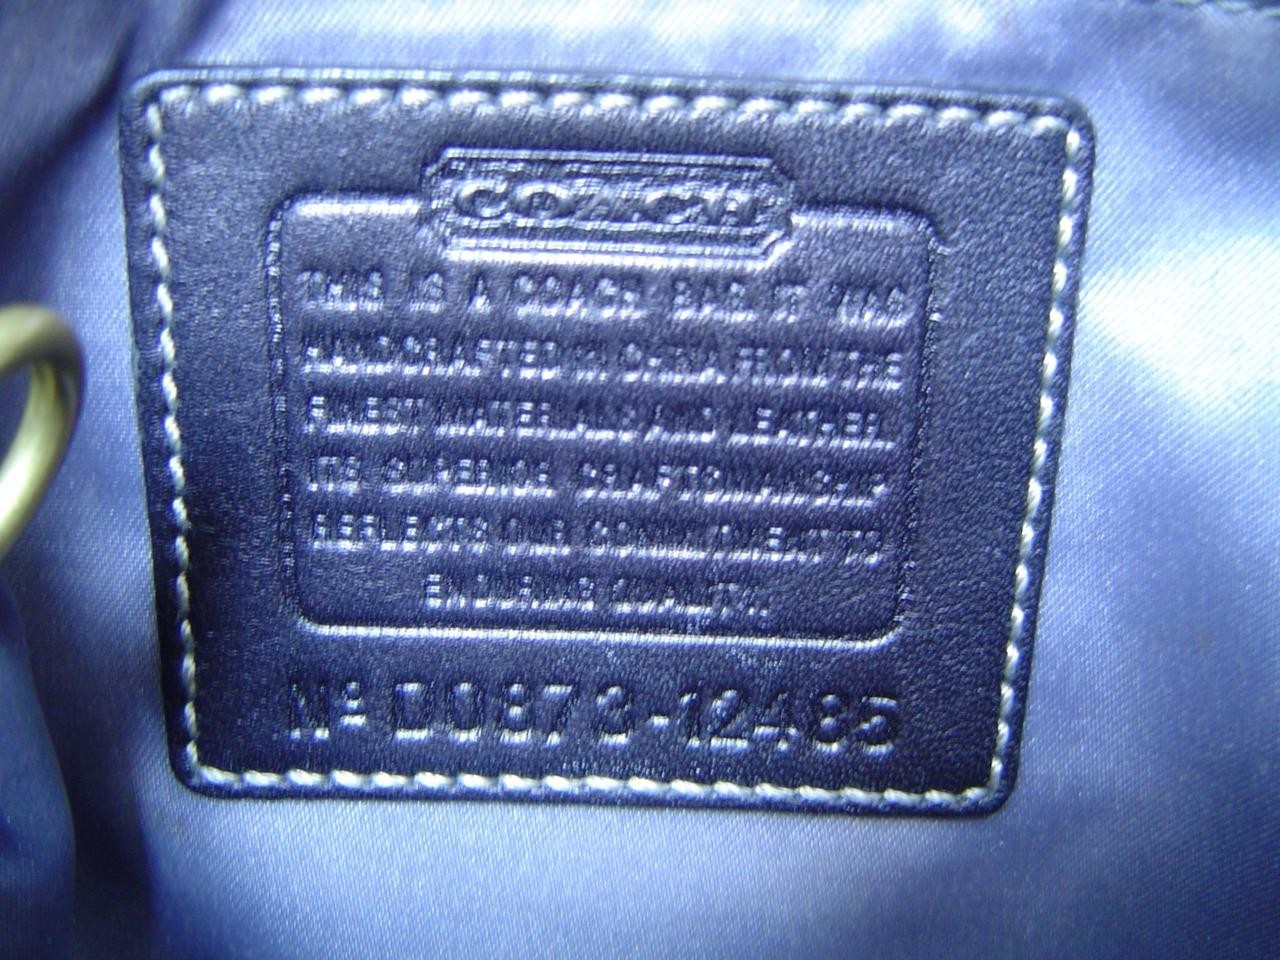 COACH
THIS IS A COACH BAG. IT WAS
HANDCRAFTED IN CHINA FROM THE
FINEST MATERIALS AND LEATHER.
ITS SUPERIOR CRAFTSMANSHIP
REFLECTS OUR COMMITMENT TO
ENDURING QUALITY.
Nº D0873-12485